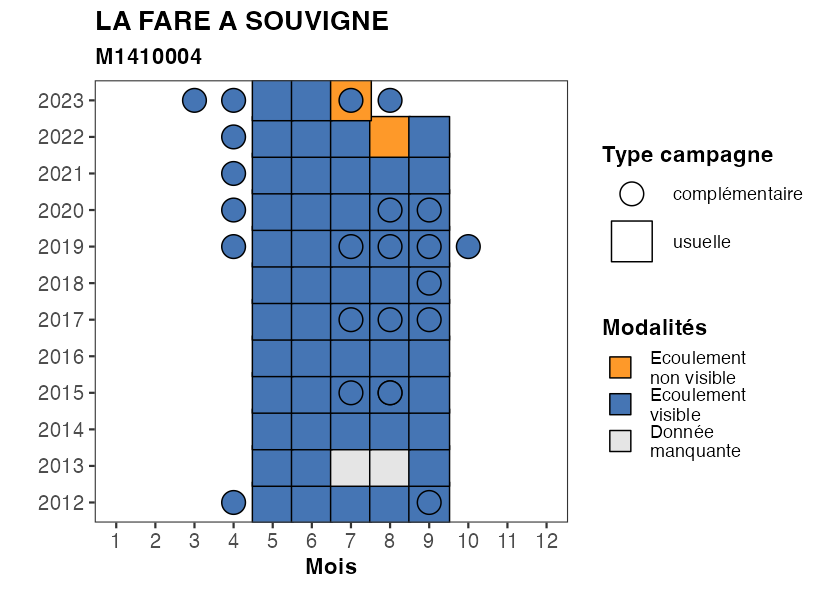 LA FARE A SOUVIGNE
M1410004
2023
2022
2021
2020
2019
2018
2017
2016
2015
2014
2013
2012
1 2 3 4 5 6 7 8 9 10 11 12
Mois
Type campagne
complémentaire
usuelle
Modalités
Ecoulement
non visible
Ecoulement
visible
Donnée
manquante